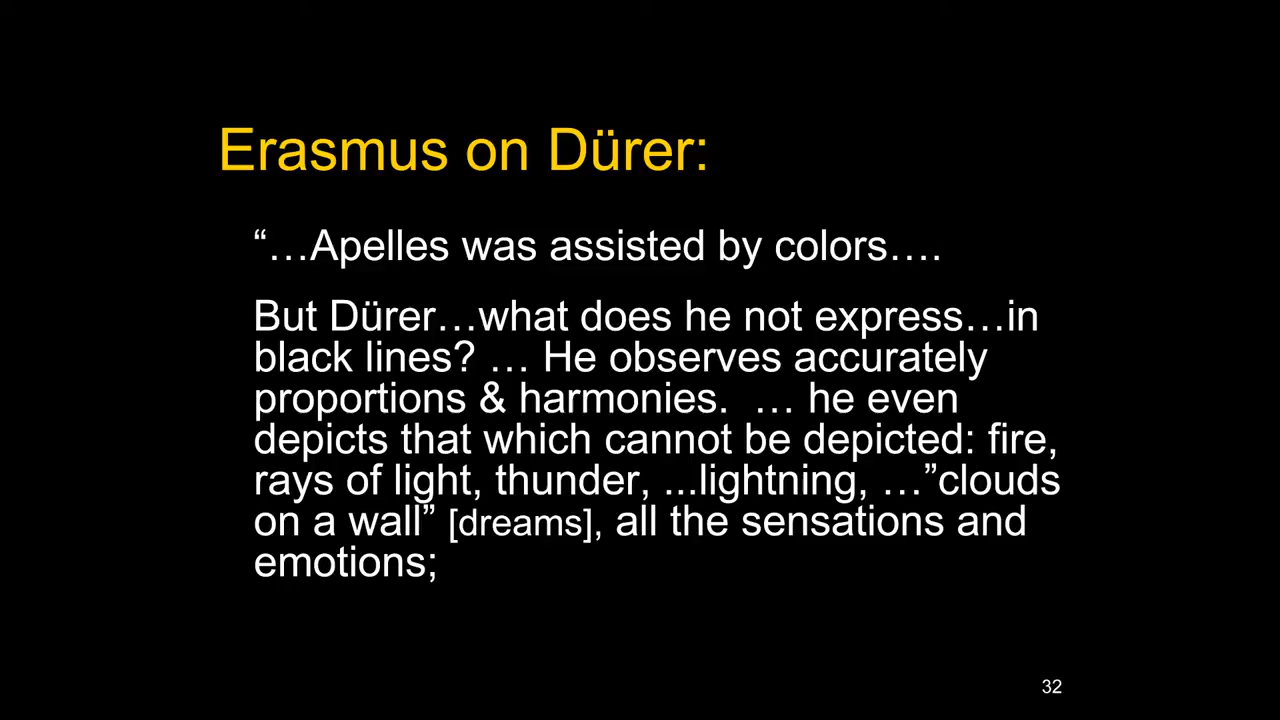 Erasmus on Dürer:
“…Apelles was assisted by colors….
But Dürer…what does he not express…in
black lines? … He observes accurately
proportions & harmonies.  … he even
depicts that which cannot be depicted: fire,
rays of light, thunder, ...lightning, …”clouds
on a wall” [dreams], all the sensations and
emotions;
32